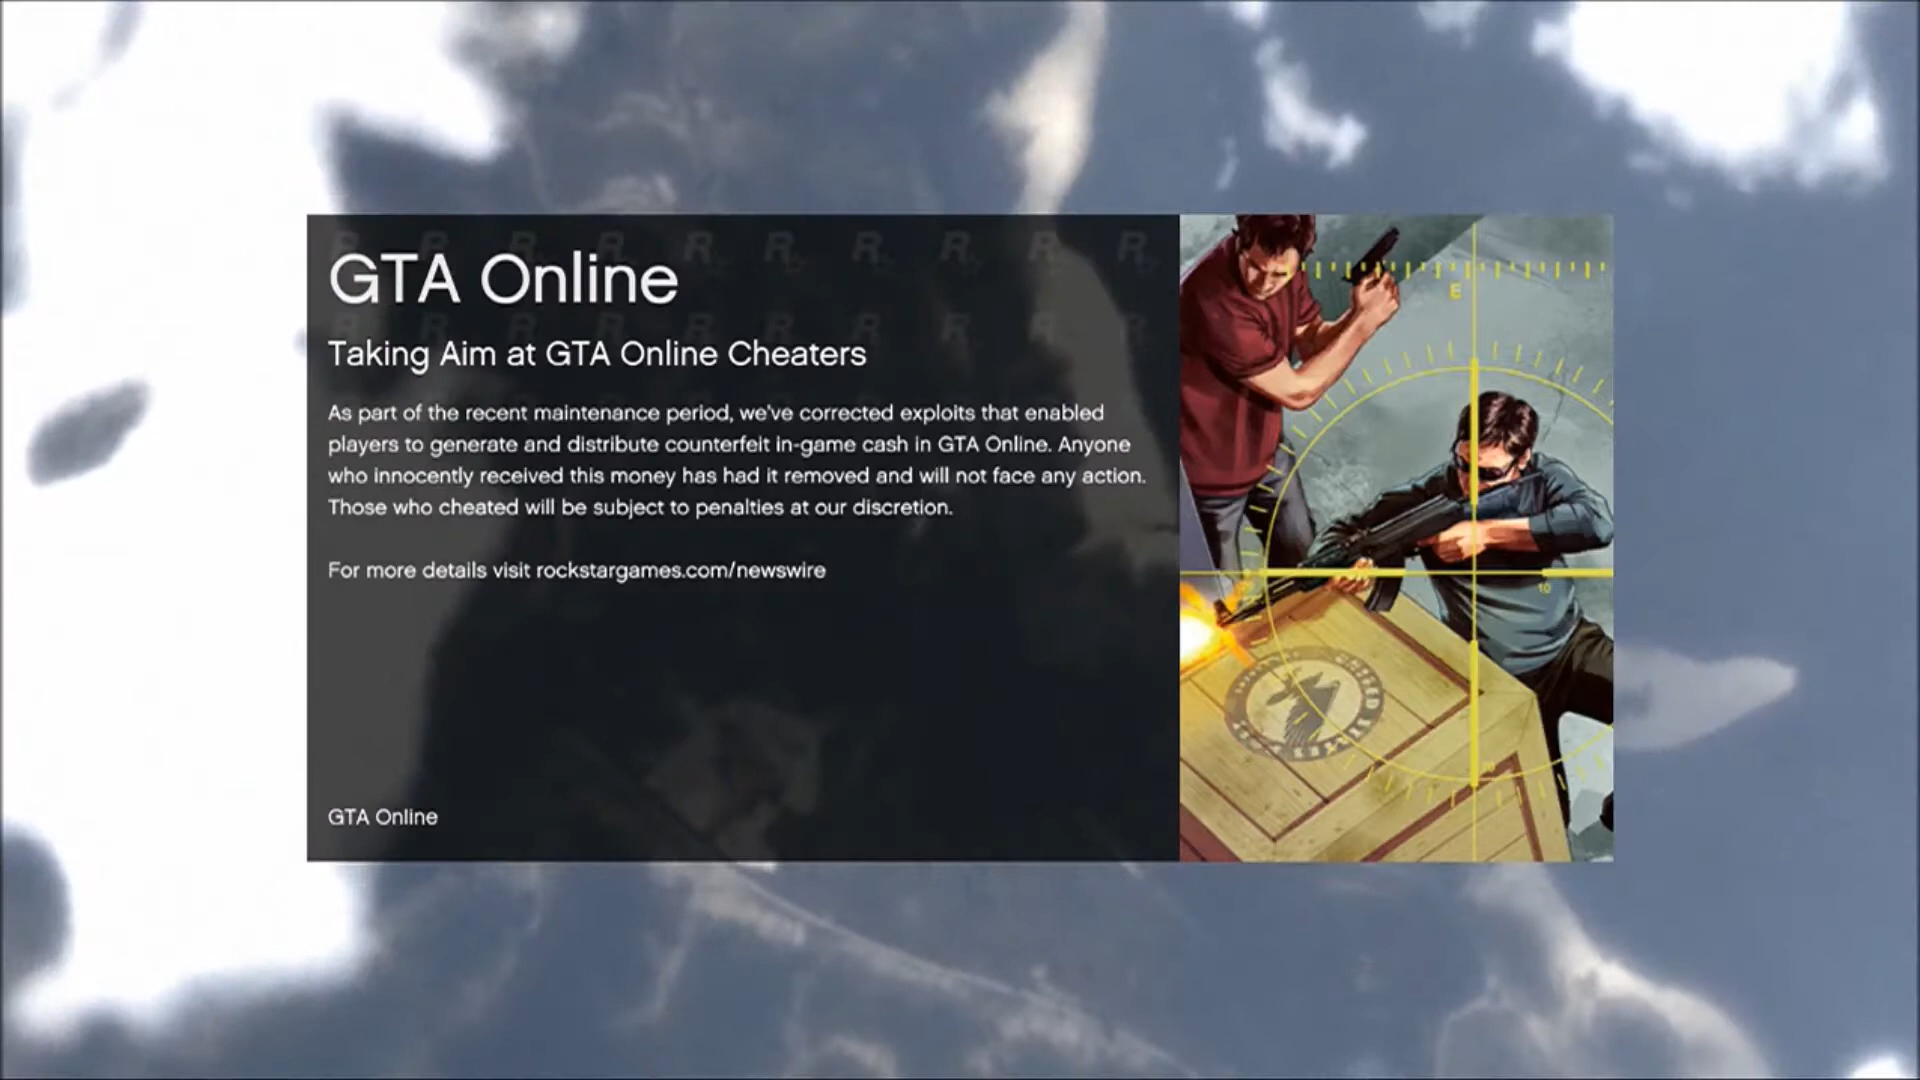 GTA Online
Taking Aim at GTA Online Cheaters
As part of the recent maintenance period, we've corrected exploits that enabled
players to generate and distribute counterfeit in-game cash in GTA Online. Anyone
who innocently received this money has had it removed and will not face any action.
Those who cheated will be subject to penalties at our discretion.
For more details visit rockstargames.com/newswire
GTA Online
E
10